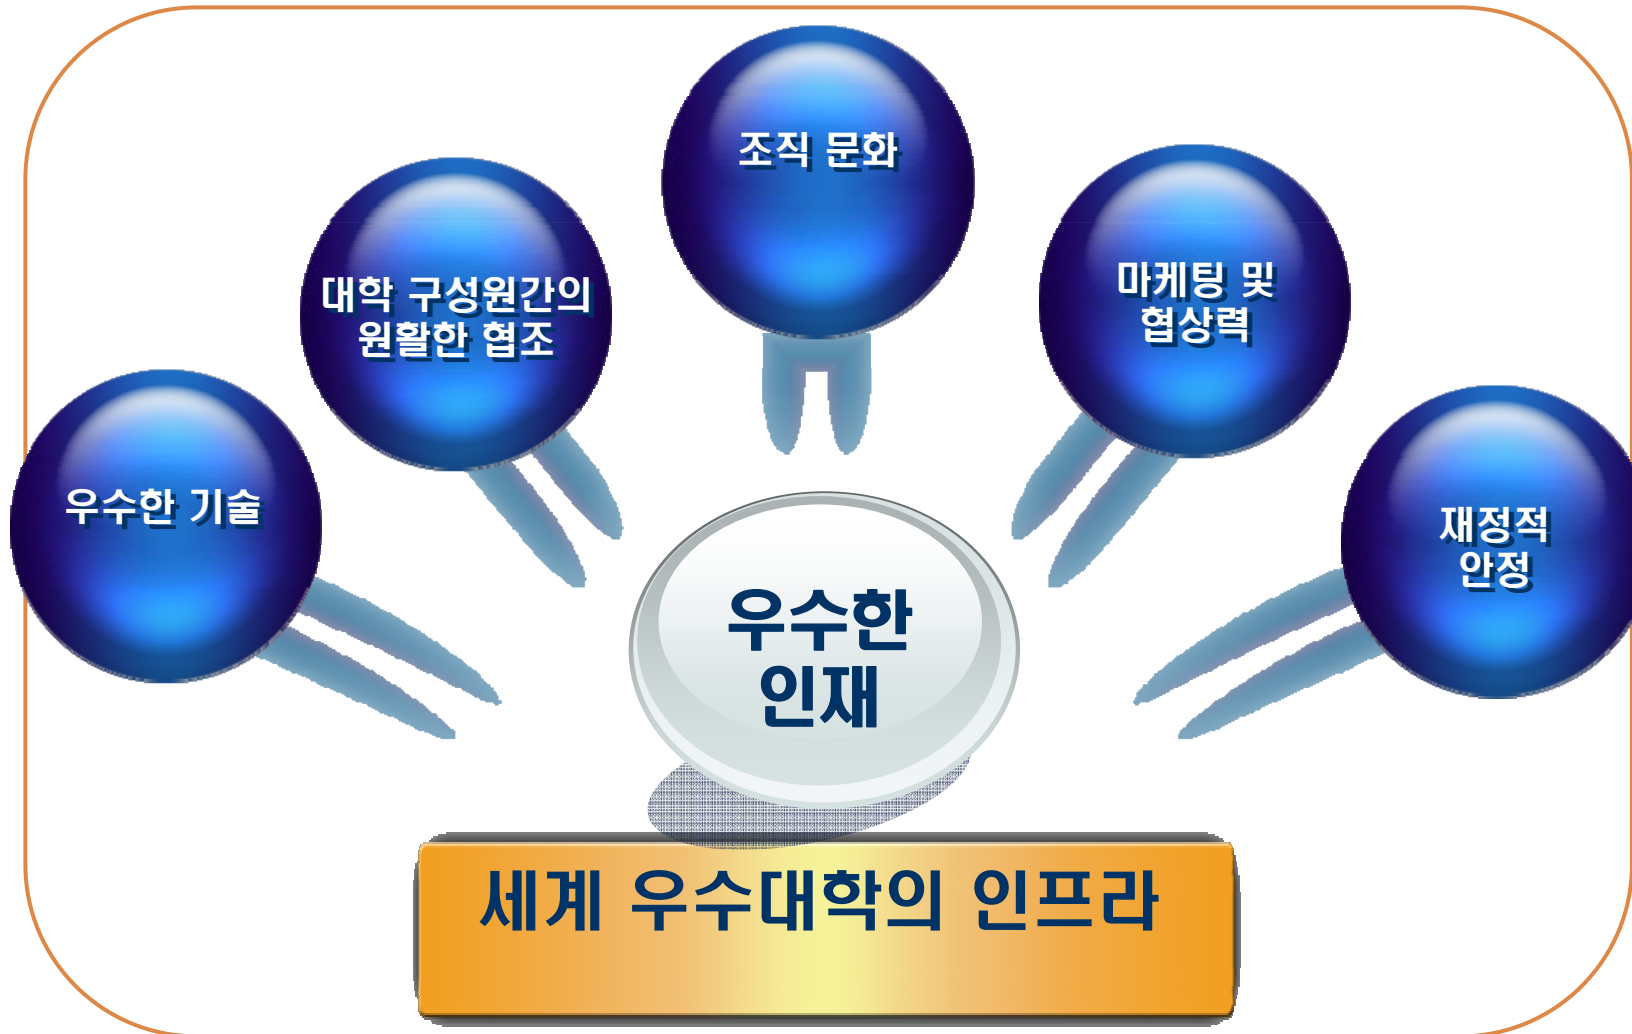 조직 문화
대학 구성원간의
원활한 협조
마케팅 및
협상력
우수한 기술
재정적
안정
우수한
인재
세계 우수대학의 인프라